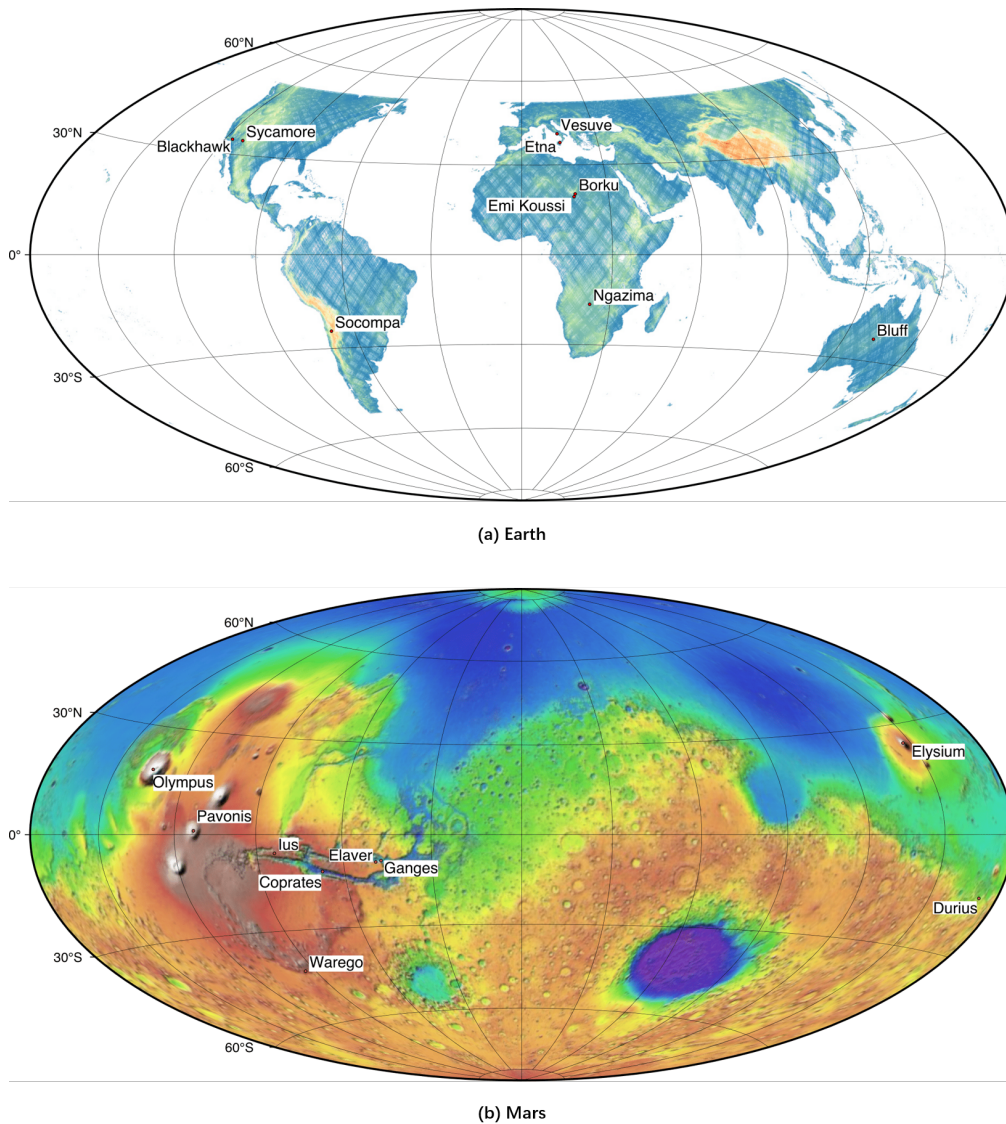 60°N
30°N
Sycamore
Blackhawk
Vesuve
Etna
Borku
Emi Koussi
0°
Ngazima
Socompa
Bluff
30°S
60°S
(a) Earth
60°N
30°N
Elysium
Olympus
Pavonis
0°
Ius
Elaver
Ganges
Coprates
Durius
30°S
Warego
60°S
(b) Mars